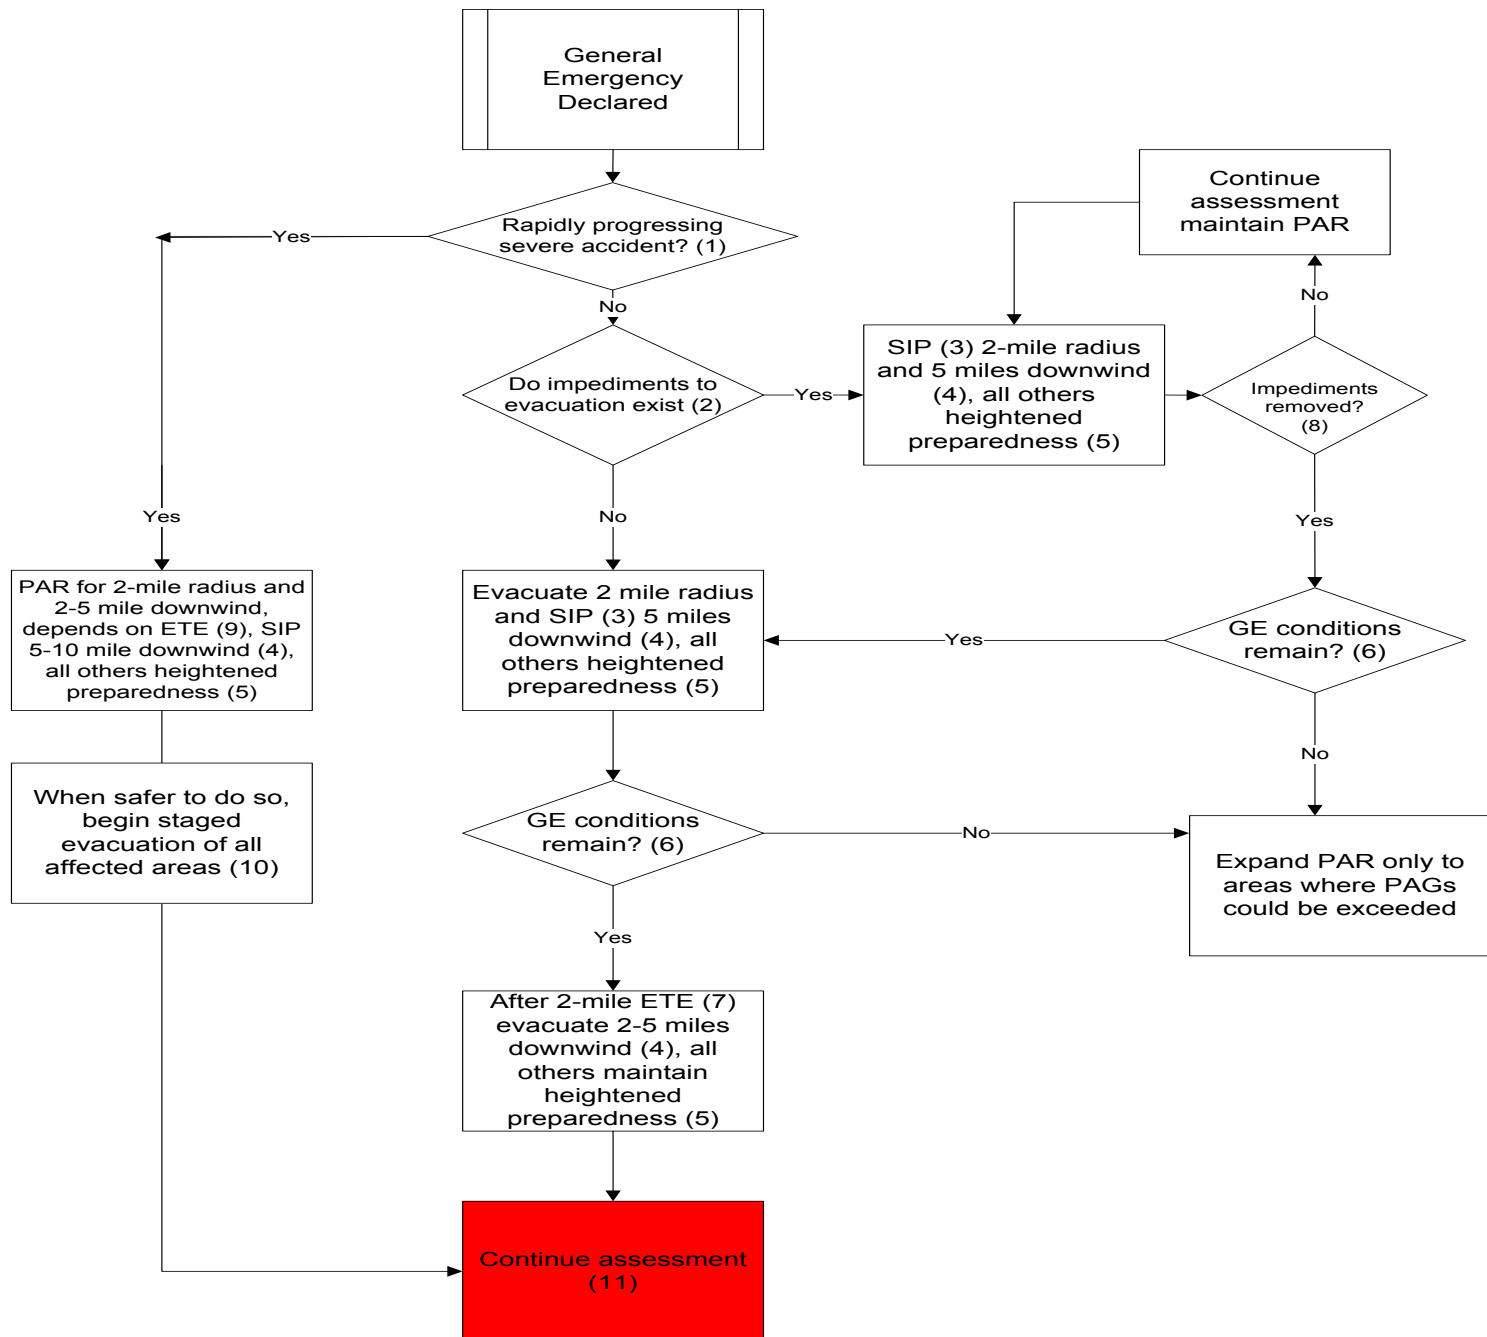 General
Emergency
Declared
Rapidly progressing
severe accident? (1)
Yes
No
Continue
assessment
maintain PAR
No
Do impediments to
evacuation exist (2)
Yes
SIP (3) 2-mile radius
and 5 miles downwind
(4), all others
heightened
preparedness (5)
Impediments
removed?
(8)
Yes
No
Yes
PAR for 2-mile radius and
2-5 mile downwind,
depends on ETE (9), SIP
5-10 mile downwind (4),
all others heightened
preparedness (5)
Evacuate 2 mile radius
and SIP (3) 5 miles
downwind (4), all
others heightened
preparedness (5)
Yes
GE conditions
remain? (6)
No
When safer to do so,
begin staged
evacuation of all
affected areas (10)
GE conditions
remain? (6)
No
Expand PAR only to
areas where PAGs
could be exceeded
Yes
After 2-mile ETE (7)
evacuate 2-5 miles
downwind (4), all
others maintain
heightened
preparedness (5)
Continue assessment
(11)